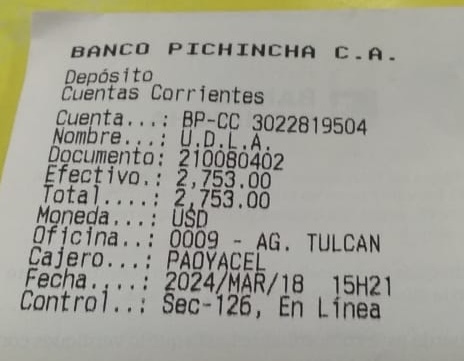 BANCO PICHINCHA C.A.
Depósito
Cuentas Corrientes
Cuenta...: BP-CC 3022819504
Nombre...: U.D.L.A.
Documento: 210080402
Efectivo.: 2,753.00
Total....: 2,753.00
Moneda...: USD
Oficina..: 0009 - AG. TULCAN
Cajero...: PAOYACEL
Fecha....: 2024/MAR/18 15H21
Control..: Sec-126, En Línea